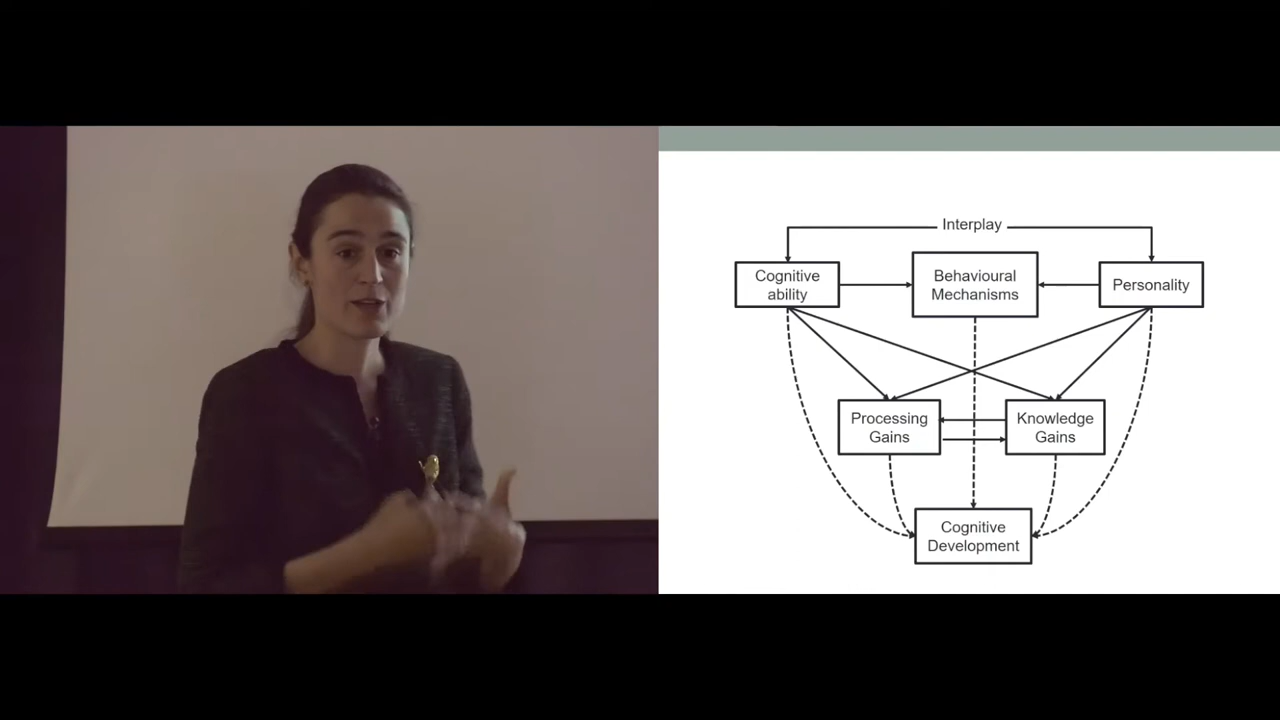 Interplay
Cognitive
ability
Behavioural
Mechanisms
Personality
Processing
Gains
Knowledge
Gains
Cognitive
Development